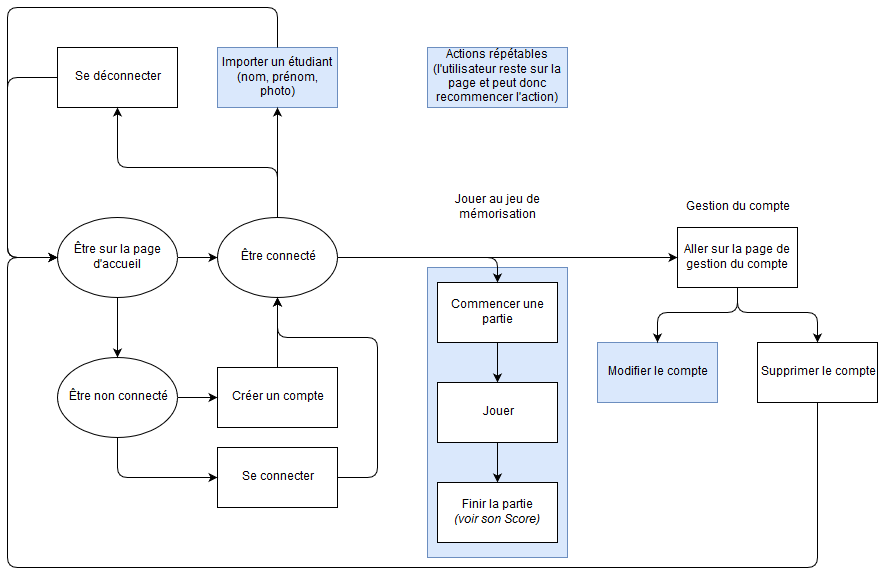 Se déconnecter
Importer un étudiant
(nom, prénom,
photo)
Actions répétables
(l'utilisateur reste sur la
page et peut donc
recommencer l'action)
Jouer au jeu de
mémorisation
Gestion du compte
Être sur la page
d'accueil
Être connecté
Aller sur la page de
gestion du compte
Commencer une
partie
Modifier le compte
Supprimer le compte
Être non connecté
Créer un compte
Jouer
Se connecter
Finir la partie
(voir son Score)